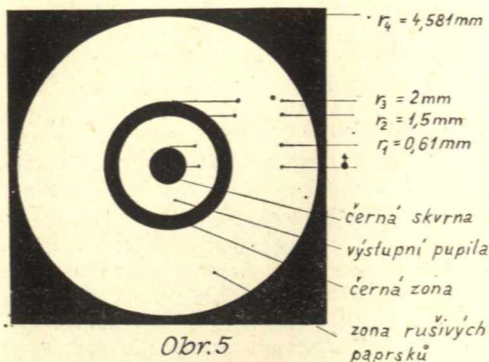 r₄ = 4,581mm
r₃ = 2mm
r₂ = 1,5mm
r₁ = 0,61mm
černá skvrna
výstupní pupila
černá zona
zona rušivých
paprsků
Obr.5